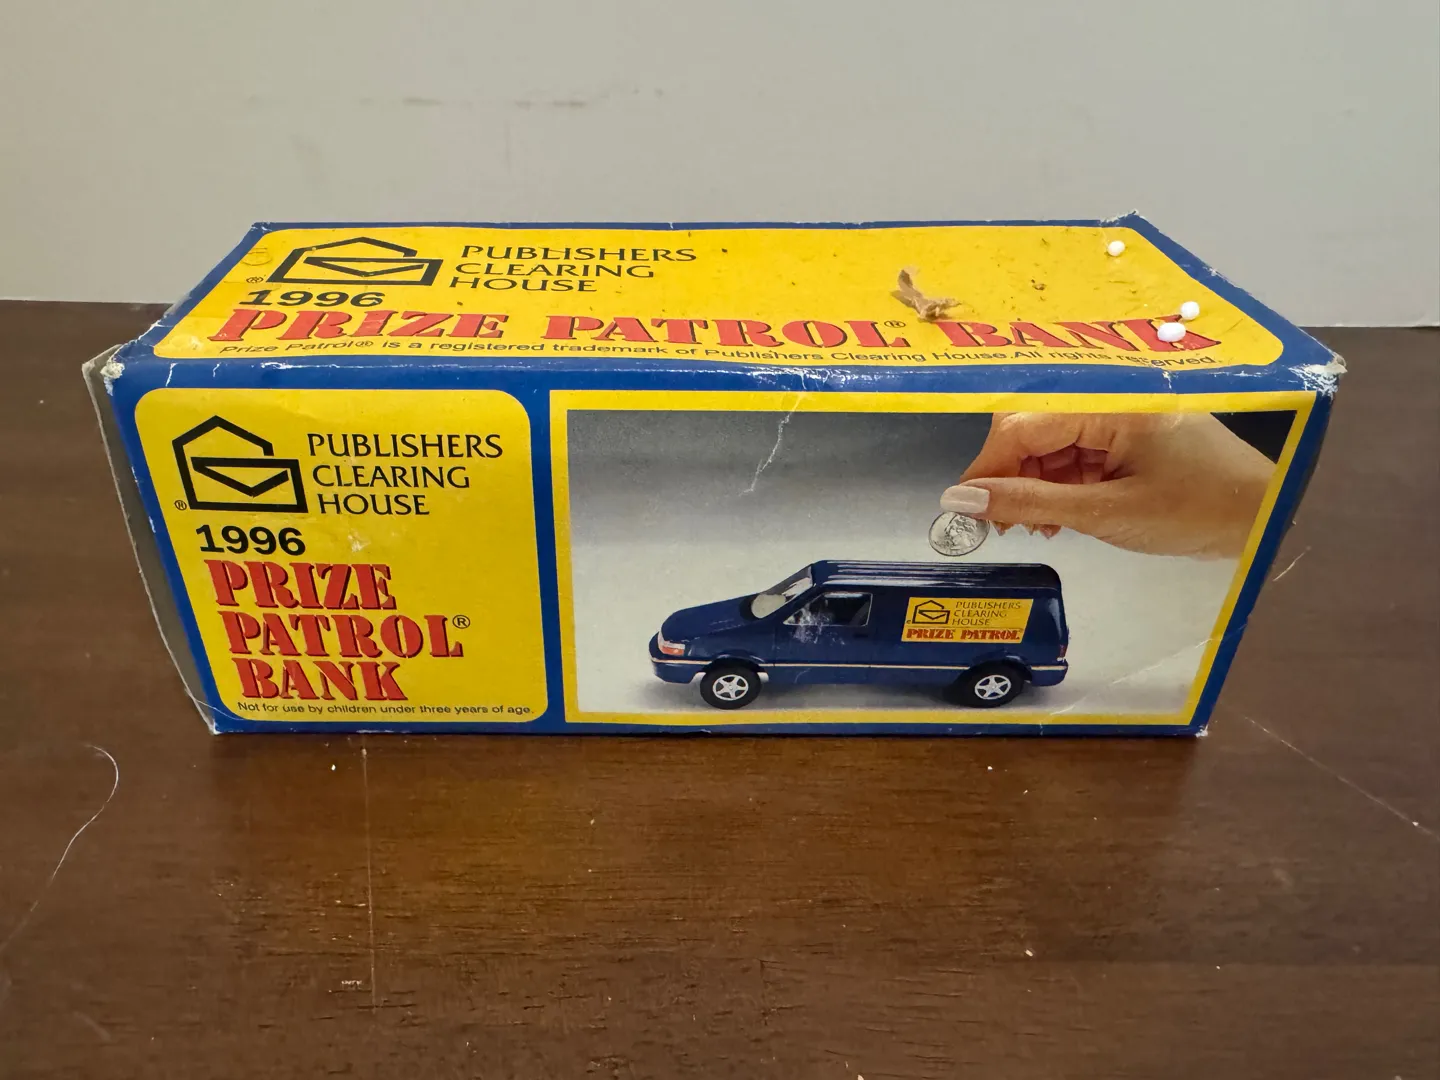 PUBLISHERS
CLEARING
HOUSE
®
1996
PRIZE PATROL® BANK
Prize Patrol® is a registered trademark of Publishers Clearing House. All rights reserved.
PUBLISHERS
CLEARING
HOUSE
®
1996
PRIZE
PATROL®
BANK
Not for use by children under three years of age.
PUBLISHERS
CLEARING
HOUSE
PRIZE PATROL